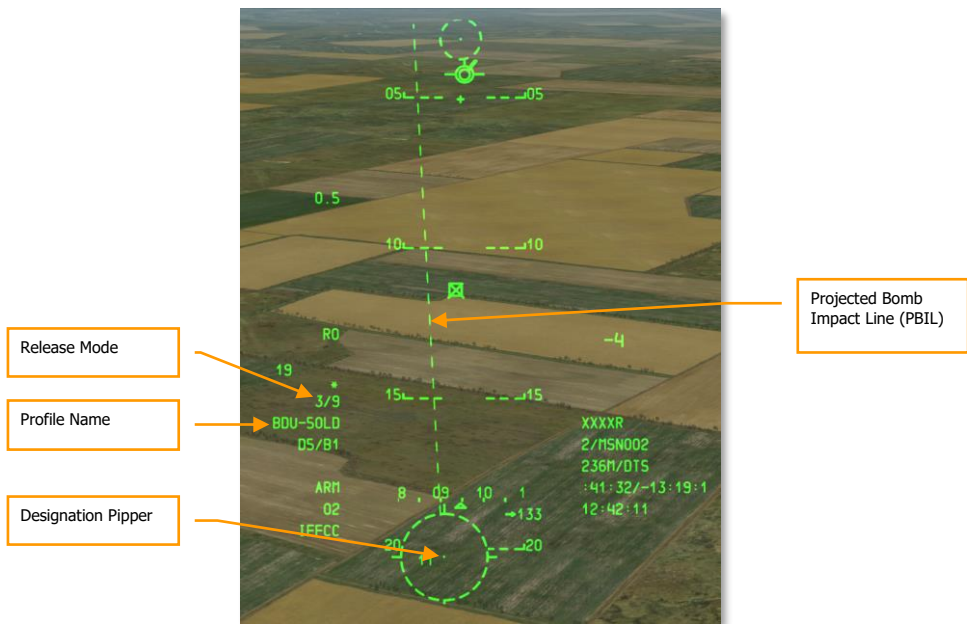 05 05
0.5
10 10
Projected Bomb
Impact Line (PBIL)
Release Mode
R0
-4
19
*
3/9
15 15
Profile Name
BDU-50LD
XXXXR
D5/B1
2/MSN002
236M/DTS
ARM
8 09 10 1
:41:32/-13:19:1
Designation Pipper
02
→133
12:42:11
IFFCC
20 20